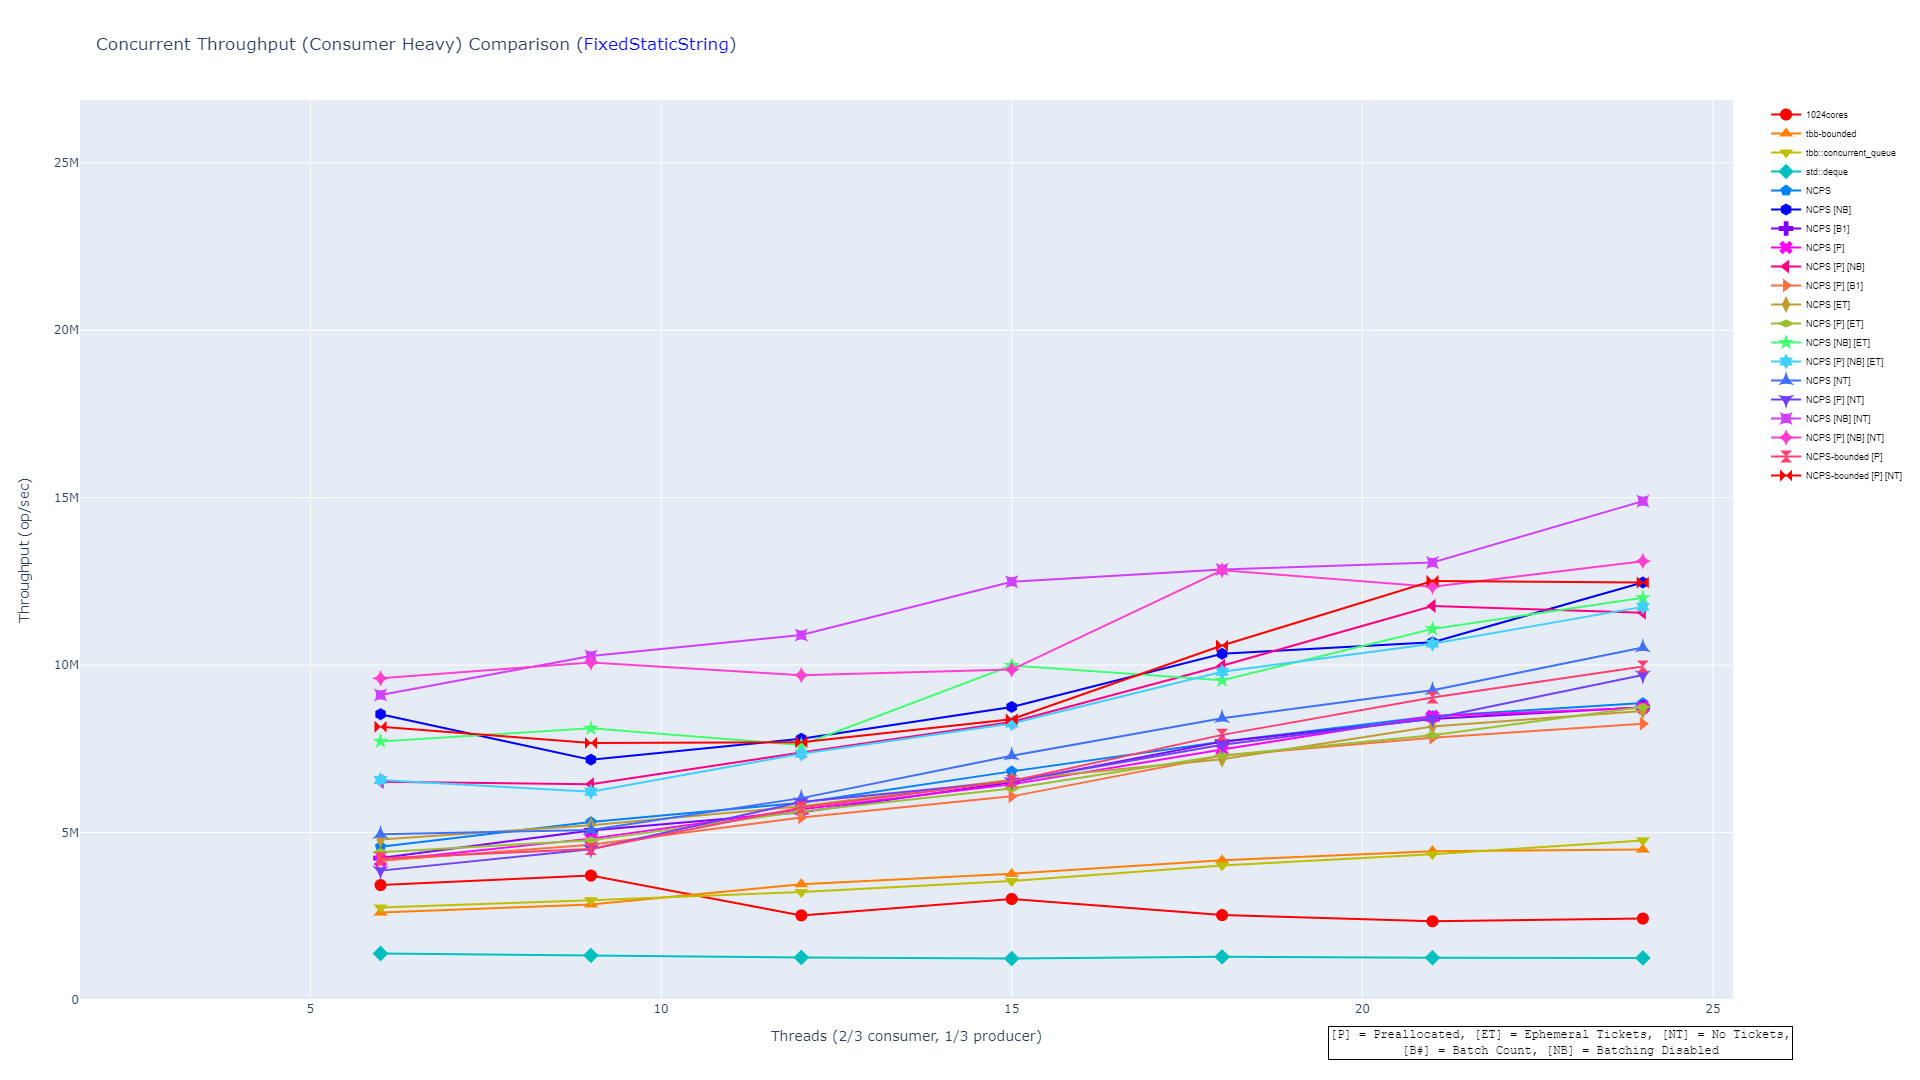 Concurrent Throughput (Consumer Heavy) Comparison (FixedStaticString)
25M
20M
15M
10M
5M
0
Throughput (op/sec)
5
10
15
20
25
Threads (2/3 consumer, 1/3 producer)
1024cores
tbb-bounded
tbb::concurrent_queue
std::deque
NCPS
NCPS [NB]
NCPS [B1]
NCPS [P]
NCPS [P] [NB]
NCPS [P] [B1]
NCPS [ET]
NCPS [P] [ET]
NCPS [NB] [ET]
NCPS [P] [NB] [ET]
NCPS [NT]
NCPS [P] [NT]
NCPS [NB] [NT]
NCPS [P] [NB] [NT]
NCPS-bounded [P]
NCPS-bounded [P] [NT]
[P] = Preallocated, [ET] = Ephemeral Tickets, [NT] = No Tickets,
[B#] = Batch Count, [NB] = Batching Disabled